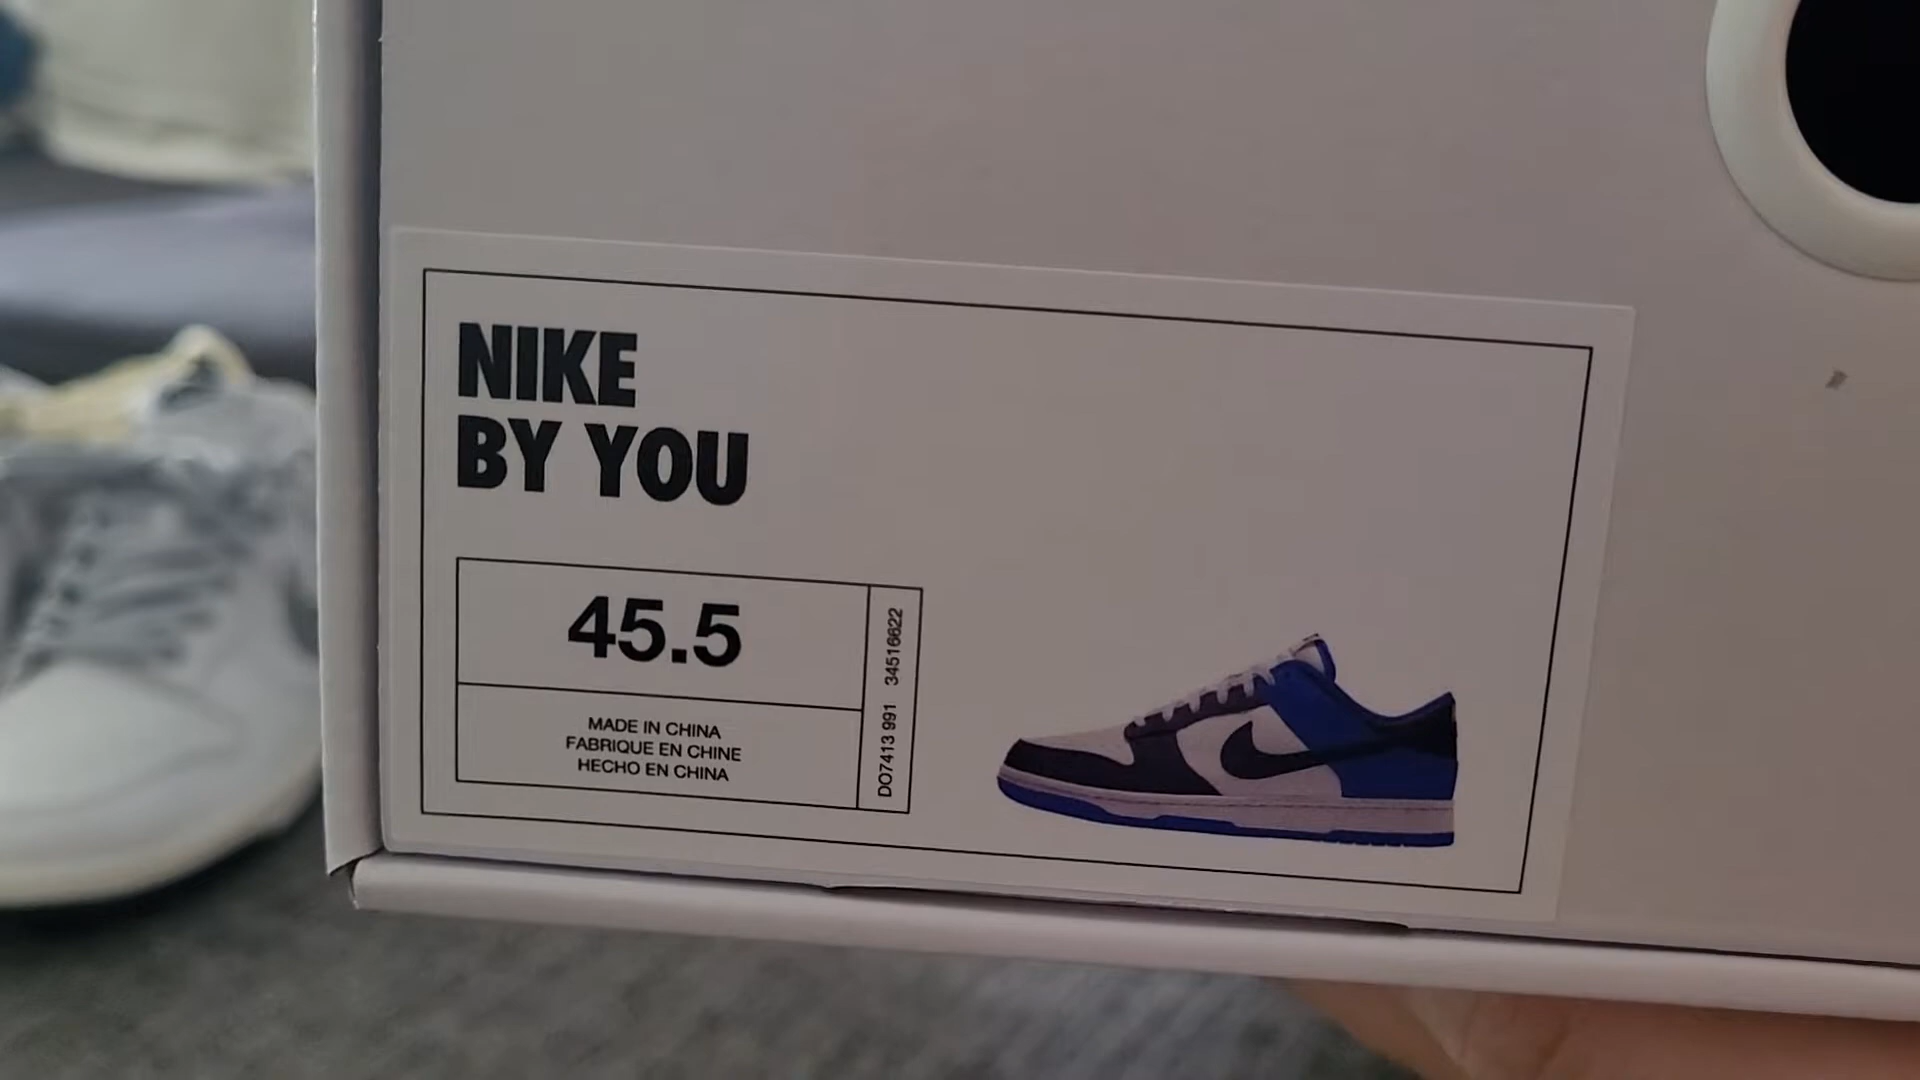 NIKE
BY YOU
45.5
MADE IN CHINA
FABRIQUE EN CHINE
HECHO EN CHINA
DO7413 991 34516622